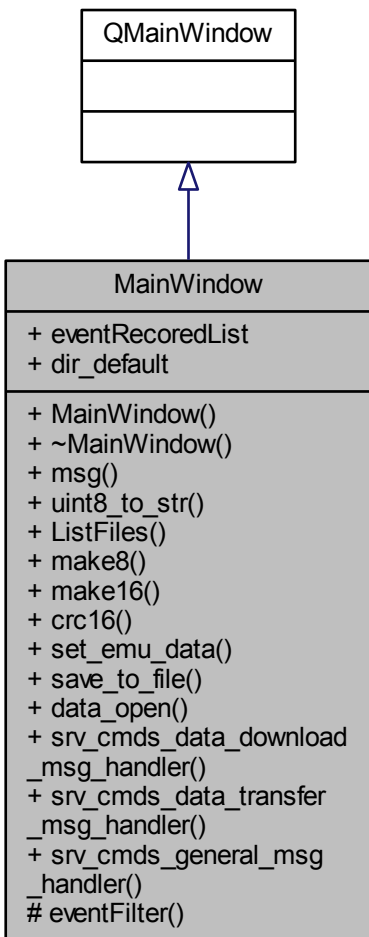 QMainWindow
MainWindow
+ eventRecoredList
+ dir_default
+ MainWindow()
+ ~MainWindow()
+ msg()
+ uint8_to_str()
+ ListFiles()
+ make8()
+ make16()
+ crc16()
+ set_emu_data()
+ save_to_file()
+ data_open()
+ srv_cmds_data_download
_msg_handler()
+ srv_cmds_data_transfer
_msg_handler()
+ srv_cmds_general_msg
_handler()
# eventFilter()